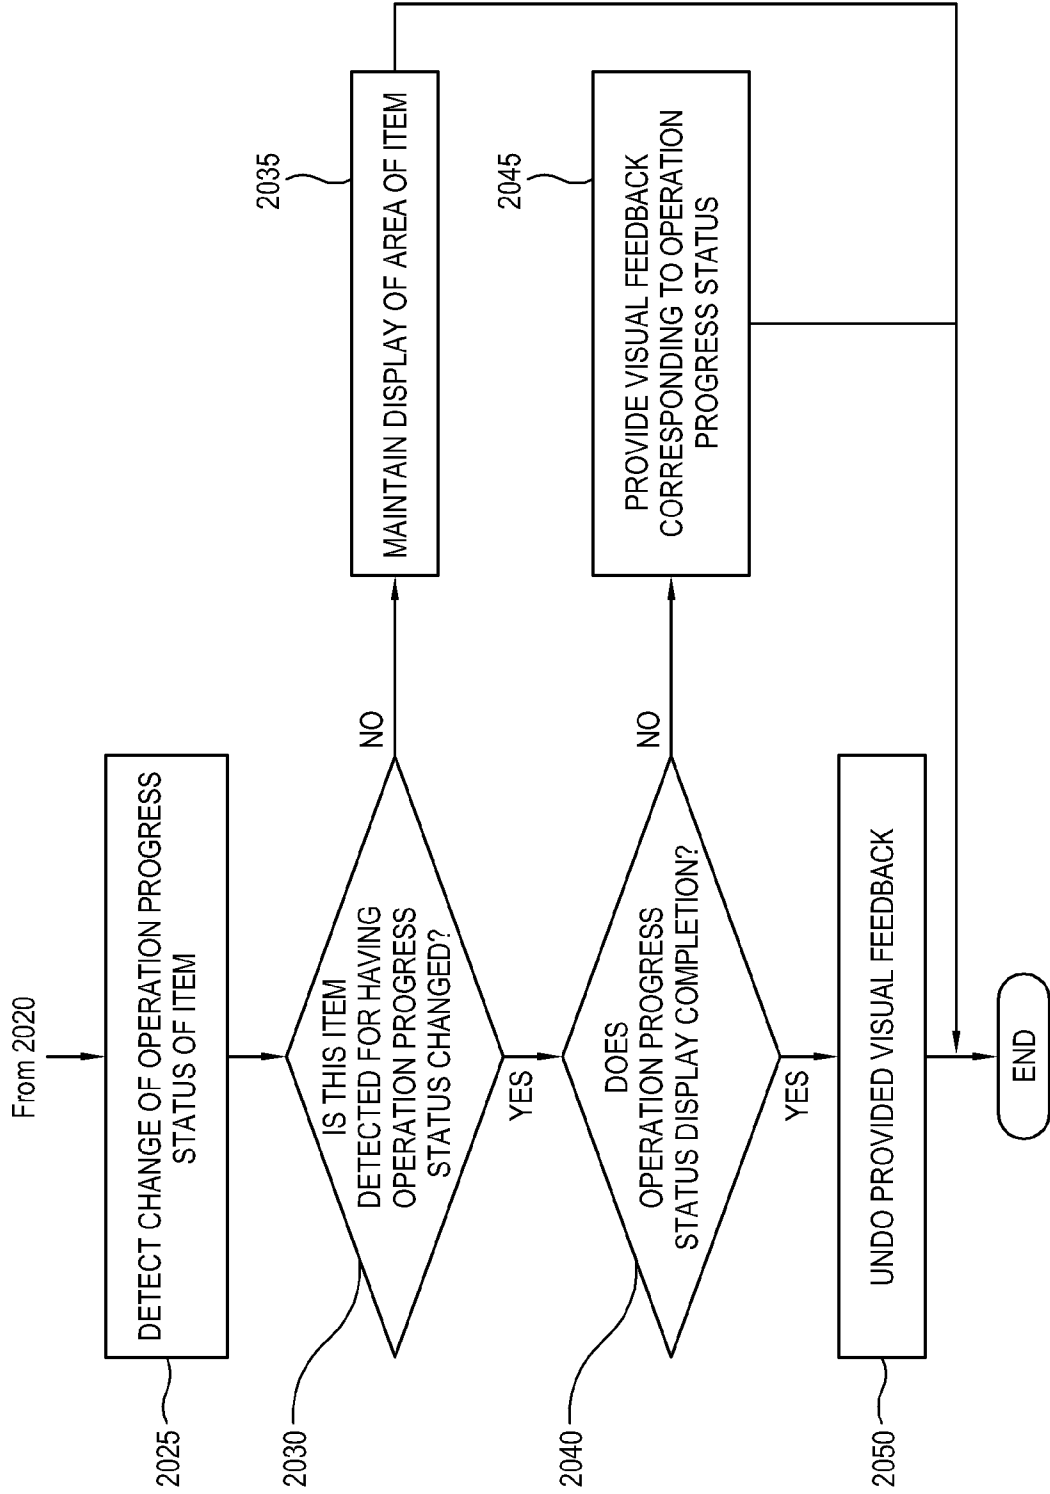 From 2020
DETECT CHANGE OF OPERATION PROGRESS
STATUS OF ITEM
2025
IS THIS ITEM
DETECTED FOR HAVING
OPERATION PROGRESS
STATUS CHANGED?
2030
NO
MAINTAIN DISPLAY OF AREA OF ITEM
2035
YES
DOES
OPERATION PROGRESS
STATUS DISPLAY COMPLETION?
2040
NO
PROVIDE VISUAL FEEDBACK
CORRESPONDING TO OPERATION
PROGRESS STATUS
2045
YES
UNDO PROVIDED VISUAL FEEDBACK
2050
END